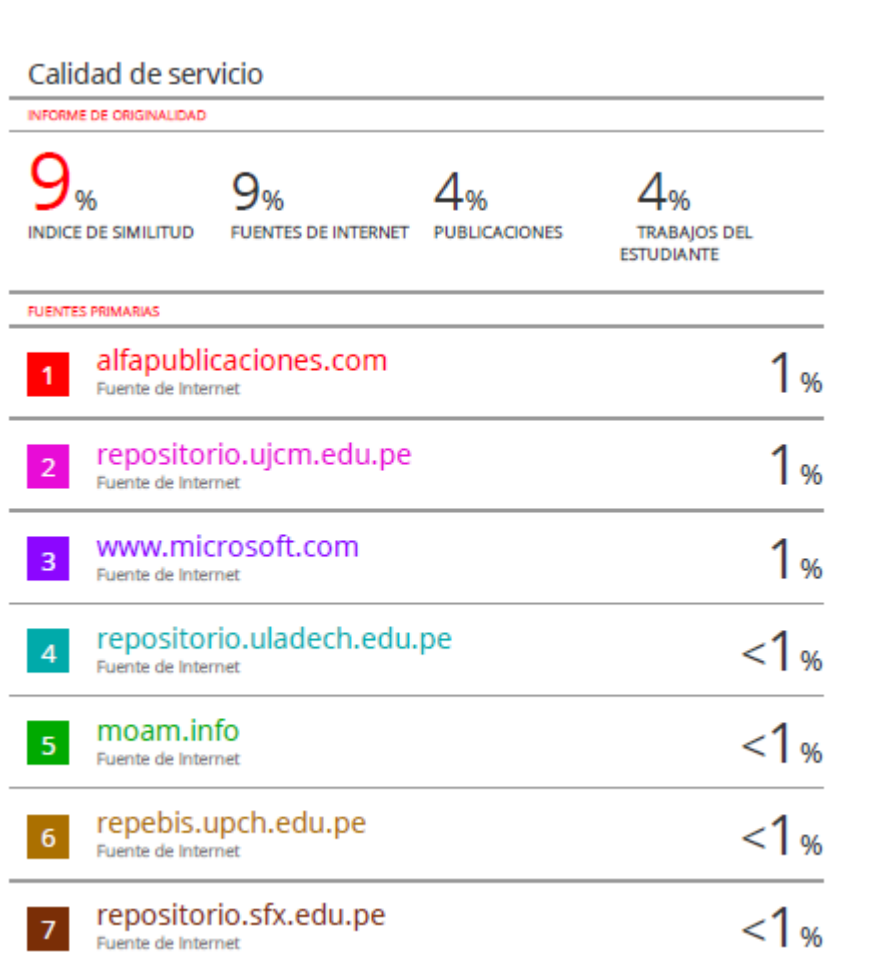 Calidad de servicio
INFORME DE ORIGINALIDAD
9% 9% 4% 4%
INDICE DE SIMILITUD FUENTES DE INTERNET PUBLICACIONES TRABAJOS DEL
ESTUDIANTE
FUENTES PRIMARIAS
1 alfapublicaciones.com 1%
Fuente de Internet
2 repositorio.ujcm.edu.pe 1%
Fuente de Internet
3 www.microsoft.com 1%
Fuente de Internet
4 repositorio.uladech.edu.pe <1%
Fuente de Internet
5 moam.info <1%
Fuente de Internet
6 repebis.upch.edu.pe <1%
Fuente de Internet
7 repositorio.sfx.edu.pe <1%
Fuente de Internet